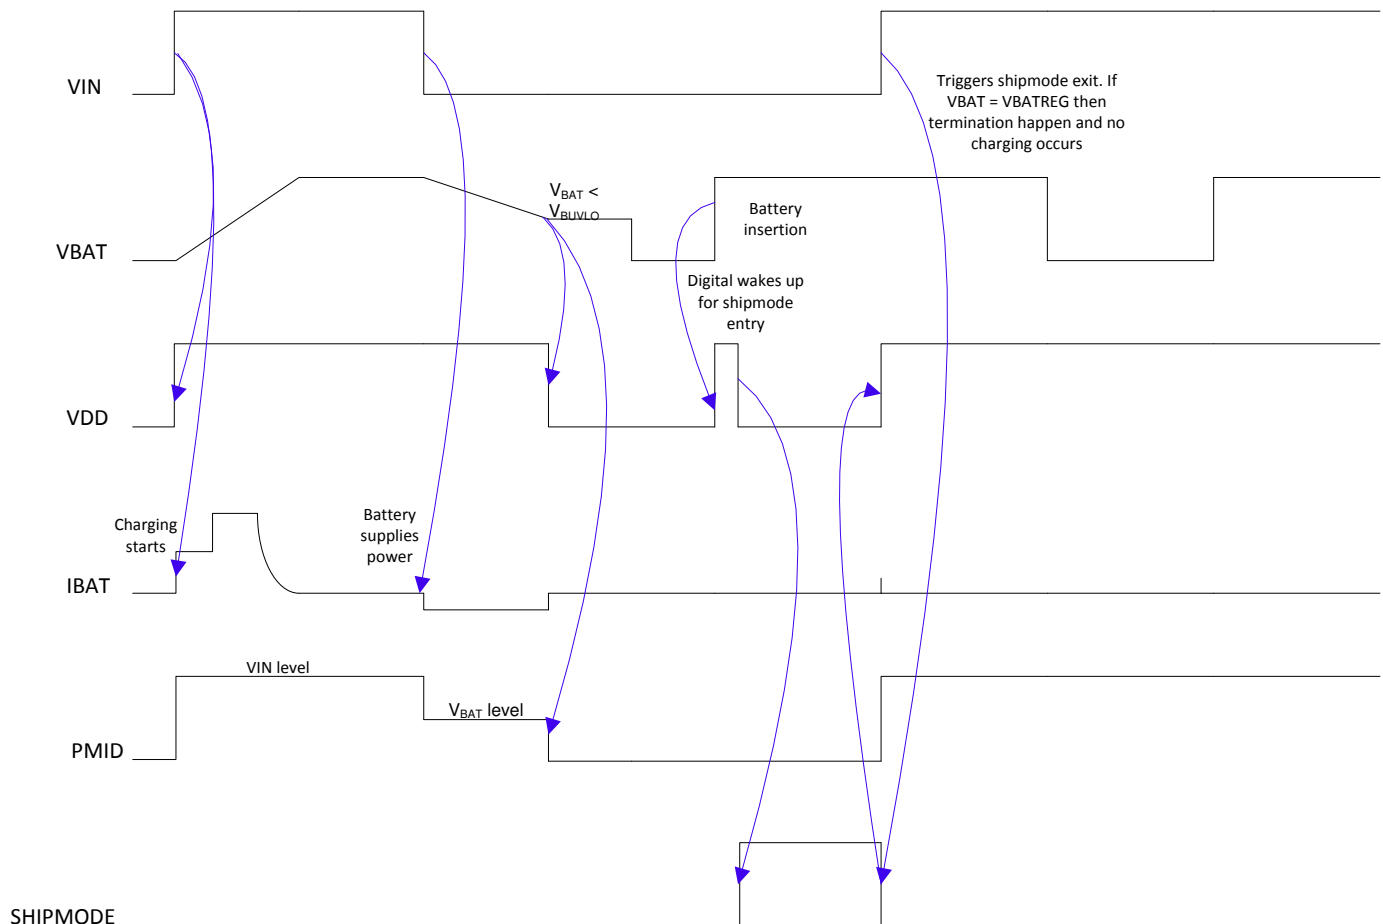 VIN
Triggers shipmode exit. If
VBAT = VBATREG then
termination happen and no
charging occurs
VBAT
VBAT <
VBUVLO
Battery
insertion
Digital wakes up
for shipmode
entry
VDD
Charging
starts
Battery
supplies
power
IBAT
VIN level
VBAT level
PMID
SHIPMODE